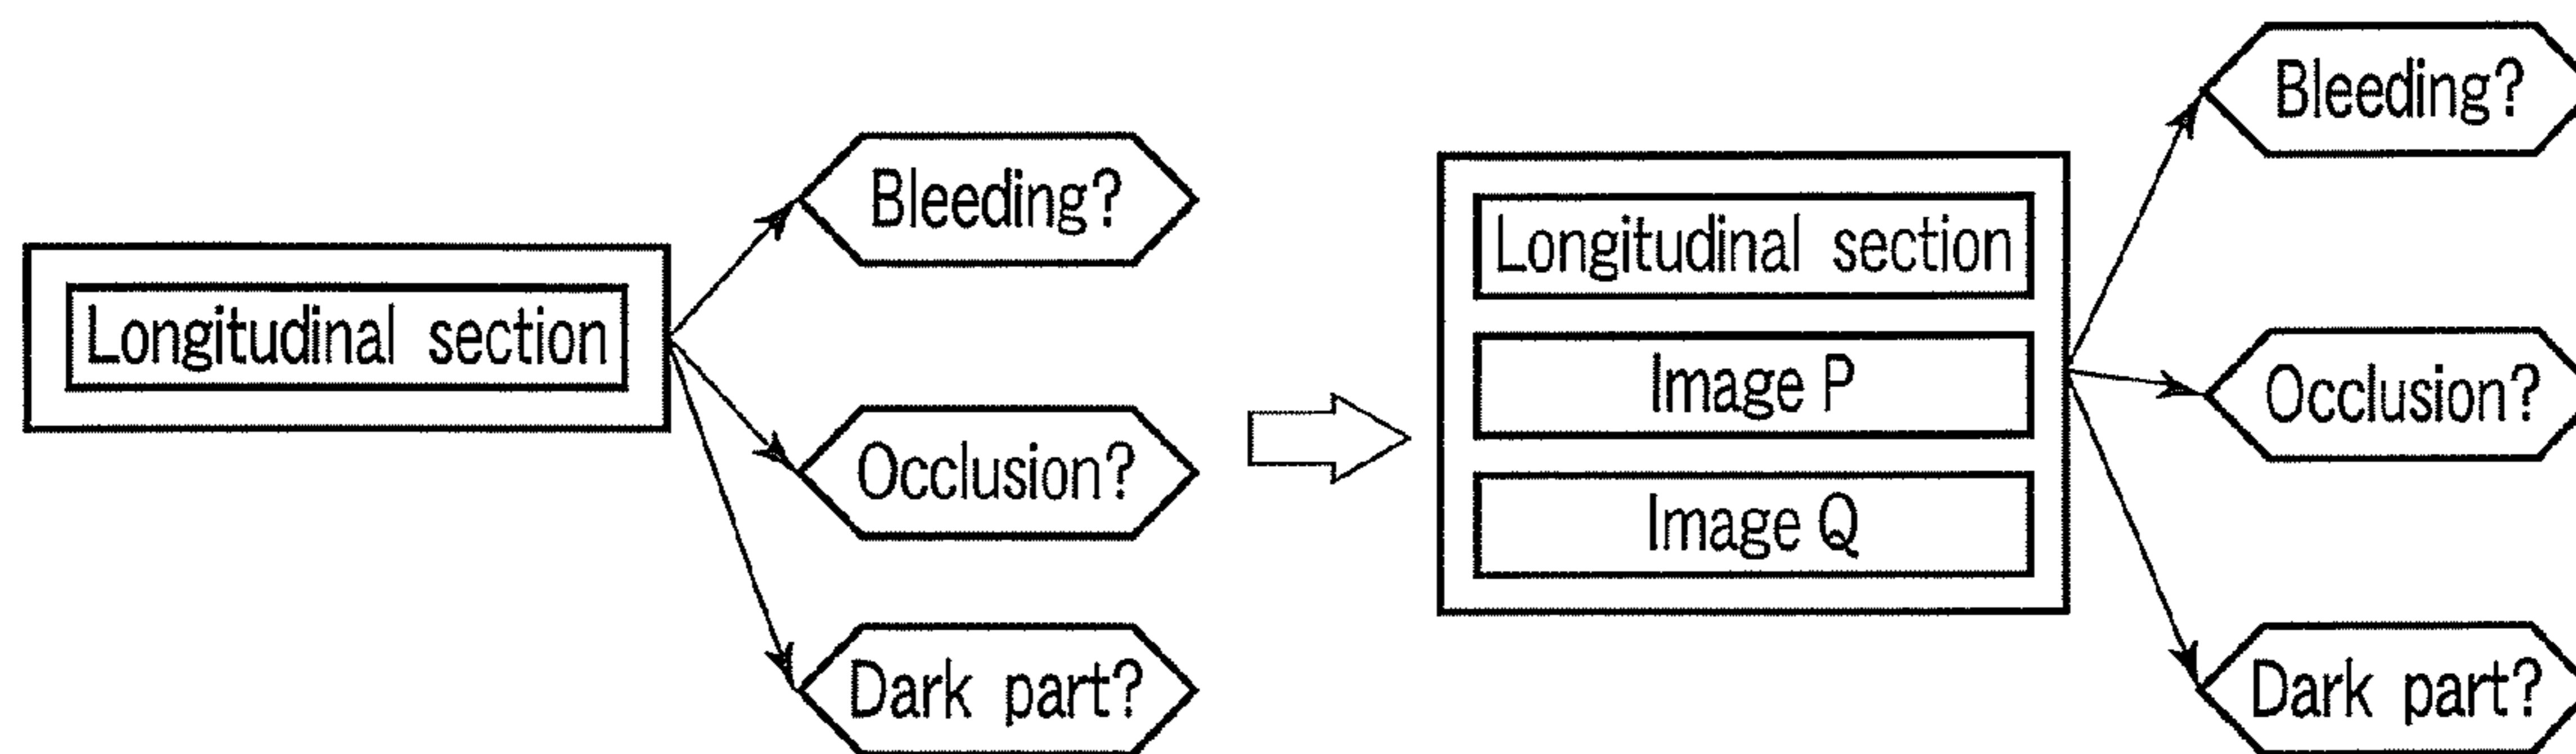 Longitudinal section
Bleeding?
Occlusion?
Dark part?
Longitudinal section
Image P
Image Q
Bleeding?
Occlusion?
Dark part?